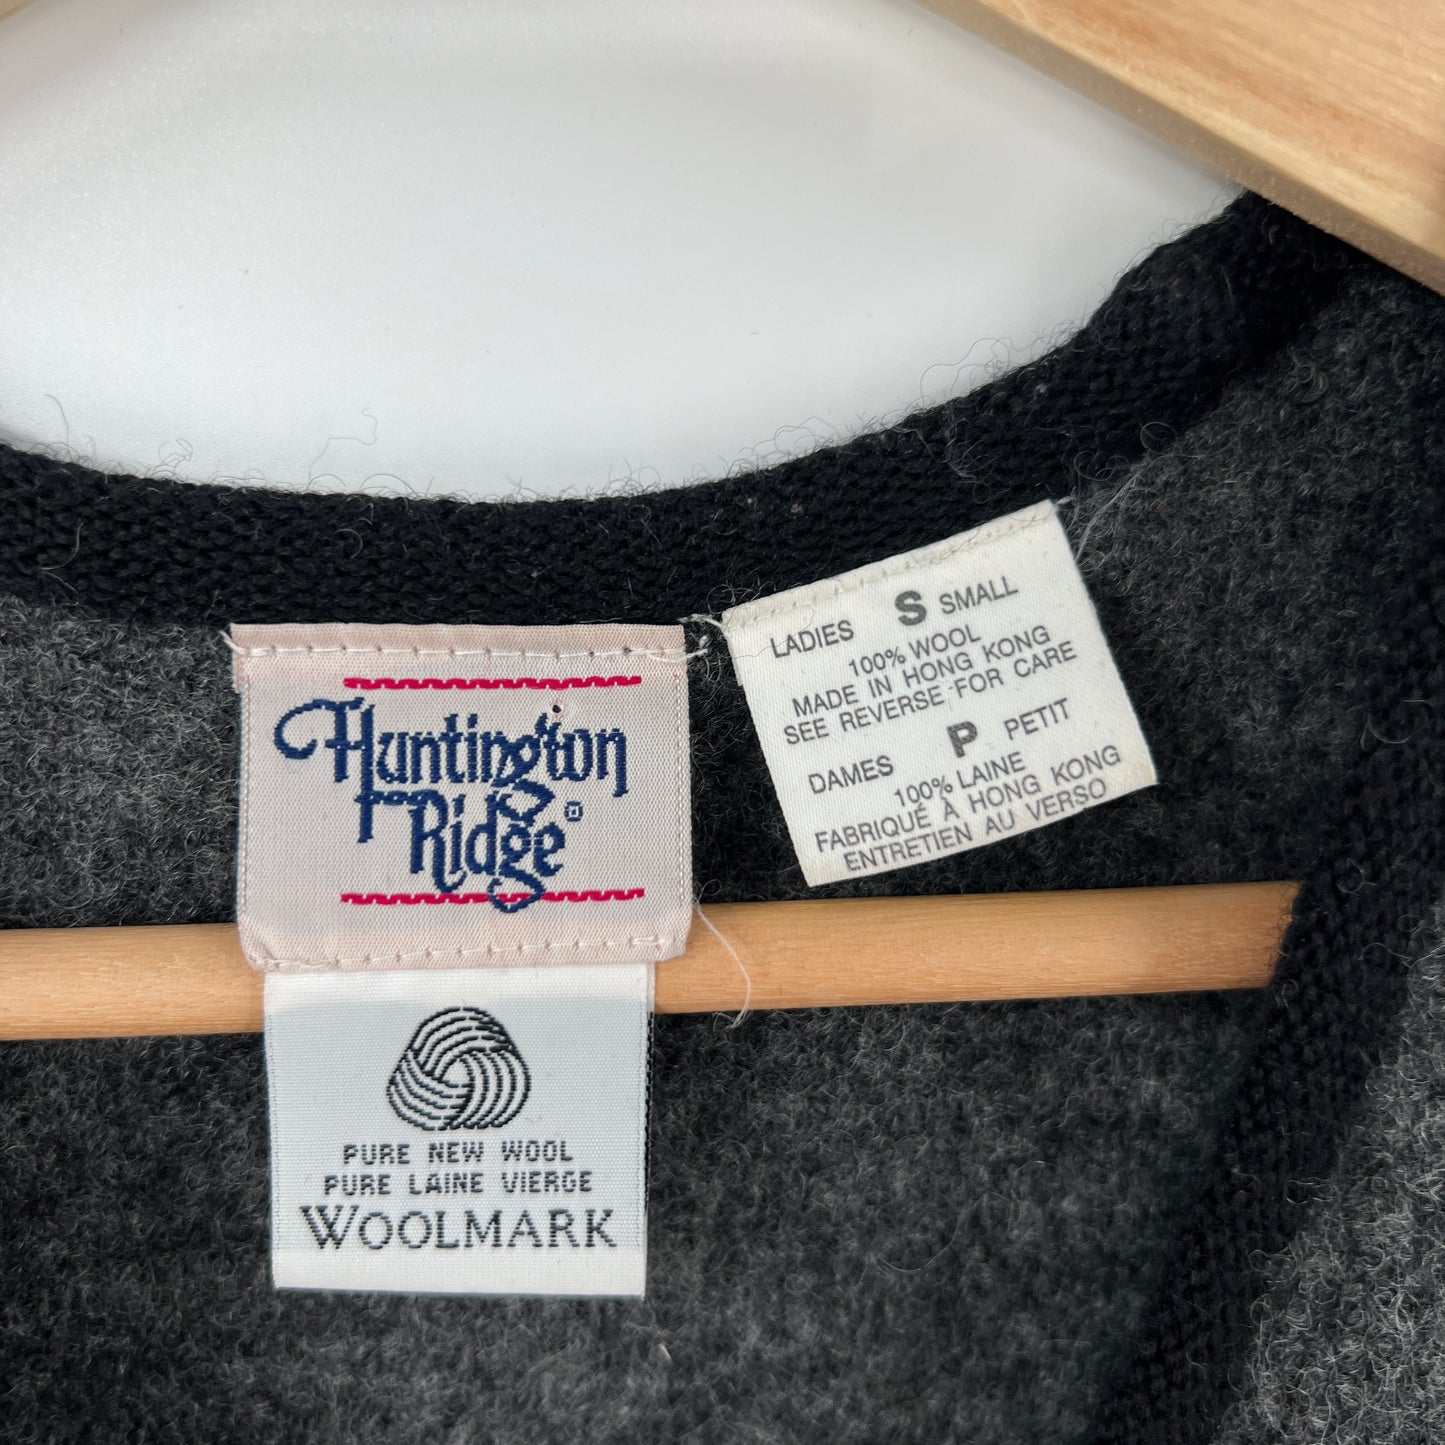 Huntington
Ridge
PURE NEW WOOL
PURE LAINE VIERGE
WOOLMARK
LADIES S SMALL
100% WOOL
MADE IN HONG KONG
SEE REVERSE FOR CARE
DAMES P PETIT
100% LAINE
FABRIQUÉ À HONG KONG
ENTRETIEN AU VERSO